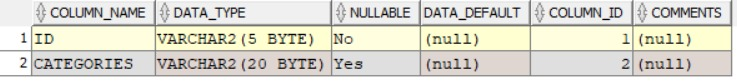 COLUMN_NAME DATA_TYPE NULLABLE DATA_DEFAULT COLUMN_ID COMMENTS
1 ID VARCHAR2(5 BYTE) No (null) 1 (null)
2 CATEGORIES VARCHAR2(20 BYTE) Yes (null) 2 (null)